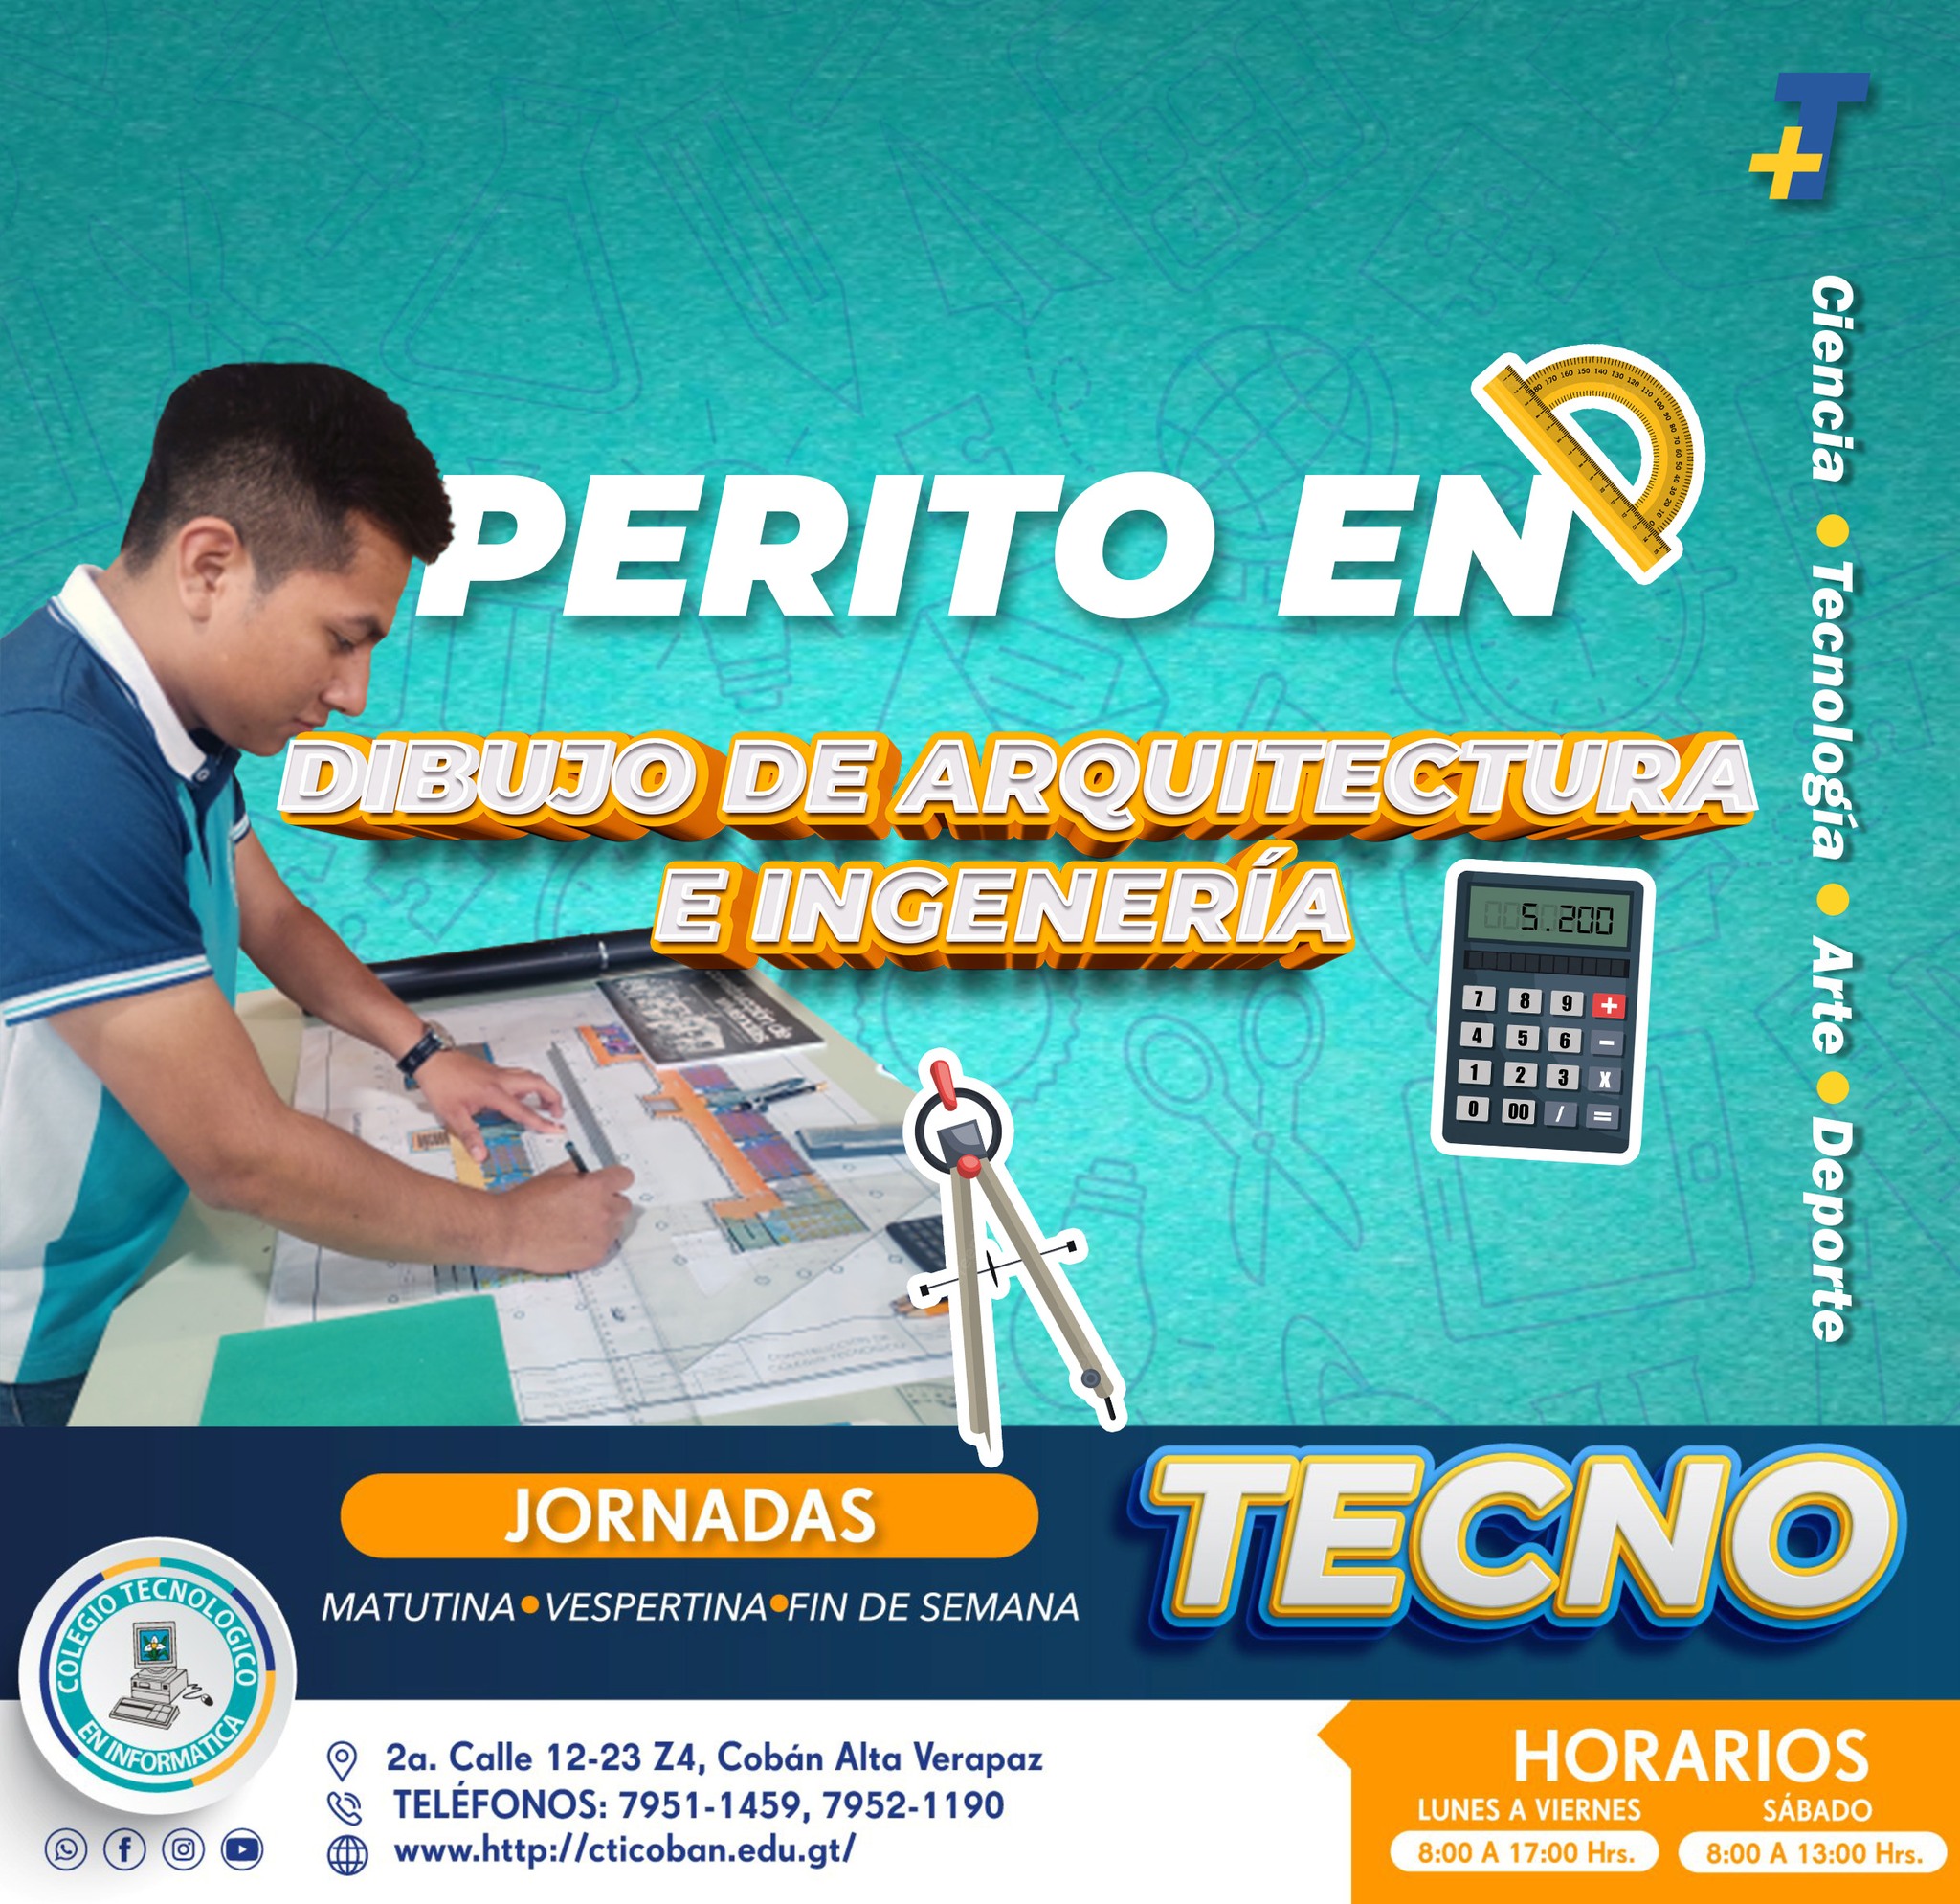 T+
Ciencia • Tecnología • Arte • Deporte
PERITO EN
DIBUJO DE ARQUITECTURA
E INGENERÍA
5.200
7 8 9 +
4 5 6 -
1 2 3 X
0 00 / =
JORNADAS
MATUTINA•VESPERTINA•FIN DE SEMANA
TECNO
COLEGIO TECNOLOGICO
EN INFORMATICA
2a. Calle 12-23 Z4, Cobán Alta Verapaz
TELÉFONOS: 7951-1459, 7952-1190
www.http://cticoban.edu.gt/
HORARIOS
LUNES A VIERNES
8:00 A 17:00 Hrs.
SÁBADO
8:00 A 13:00 Hrs.